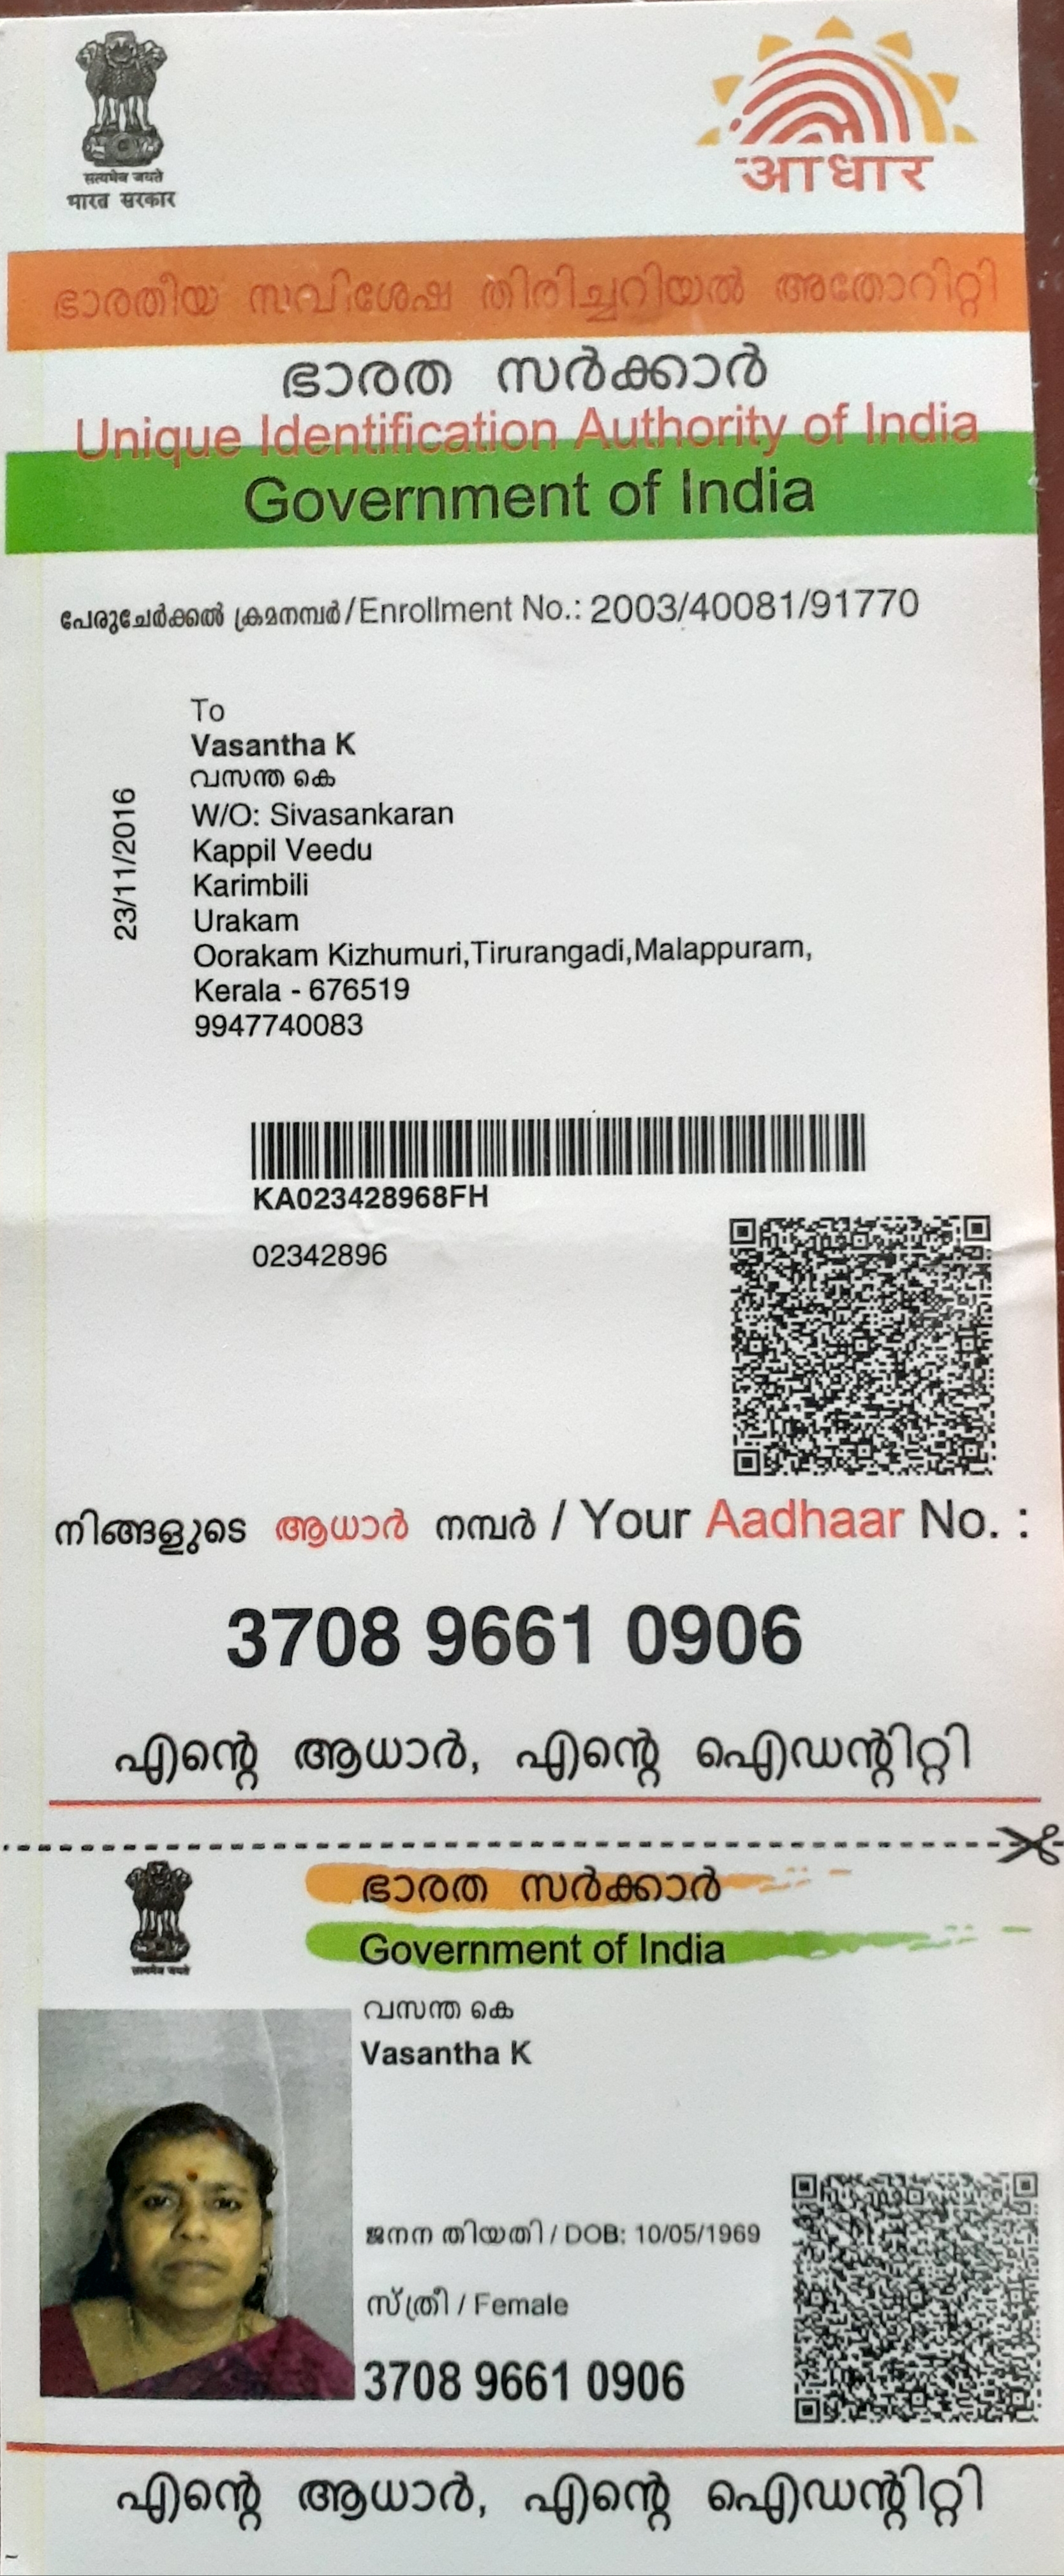 सत्यमेव जयते
भारत सरकार
आधार
ഭാരതീയ സവിശേഷ തിരിച്ചറിയൽ അതോറിറ്റി
ഭാരത സർക്കാർ
Unique Identification Authority of India
Government of India
പേരുചേർക്കൽ ക്രമനമ്പർ/Enrollment No.: 2003/40081/91770
23/11/2016
To
Vasantha K
വസന്ത കെ
W/O: Sivasankaran
Kappil Veedu
Karimbili
Urakam
Oorakam Kizhumuri,Tirurangadi,Malappuram,
Kerala - 676519
9947740083
KA023428968FH
02342896
നിങ്ങളുടെ ആധാർ നമ്പർ / Your Aadhaar No. :
3708 9661 0906
എന്റെ ആധാർ, എന്റെ ഐഡന്റിറ്റി
ഭാരത സർക്കാർ
Government of India
सत्यमेव जयते
വസന്ത കെ
Vasantha K
ജനന തിയതി / DOB: 10/05/1969
സ്ത്രീ / Female
3708 9661 0906
എന്റെ ആധാർ, എന്റെ ഐഡന്റിറ്റി